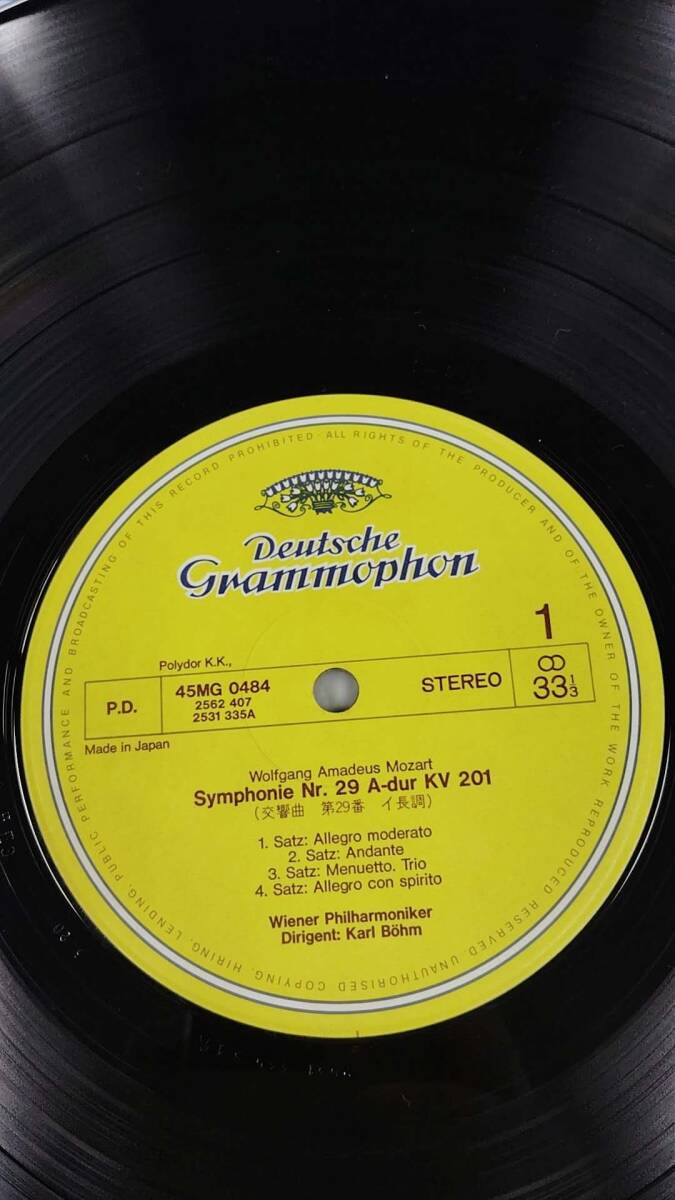 PUBLIC PERFORMANCE AND BROADCASTING OF THIS RECORD PROHIBITED · ALL RIGHTS OF THE PRODUCER AND OF THE OWNER OF THE WORK REPRODUCED RESERVED. UNAUTHORISED COPYING, HIRING, LENDING,
Deutsche
Grammophon
1
Polydor K.K.,
P.D.
45MG 0484
2562 407
2531 335A
STEREO
33 1/3
Made in Japan
Wolfgang Amadeus Mozart
Symphonie Nr. 29 A-dur KV 201
(交響曲 第29番 イ長調)
1. Satz: Allegro moderato
2. Satz: Andante
3. Satz: Menuetto. Trio
4. Satz: Allegro con spirito
Wiener Philharmoniker
Dirigent: Karl Böhm